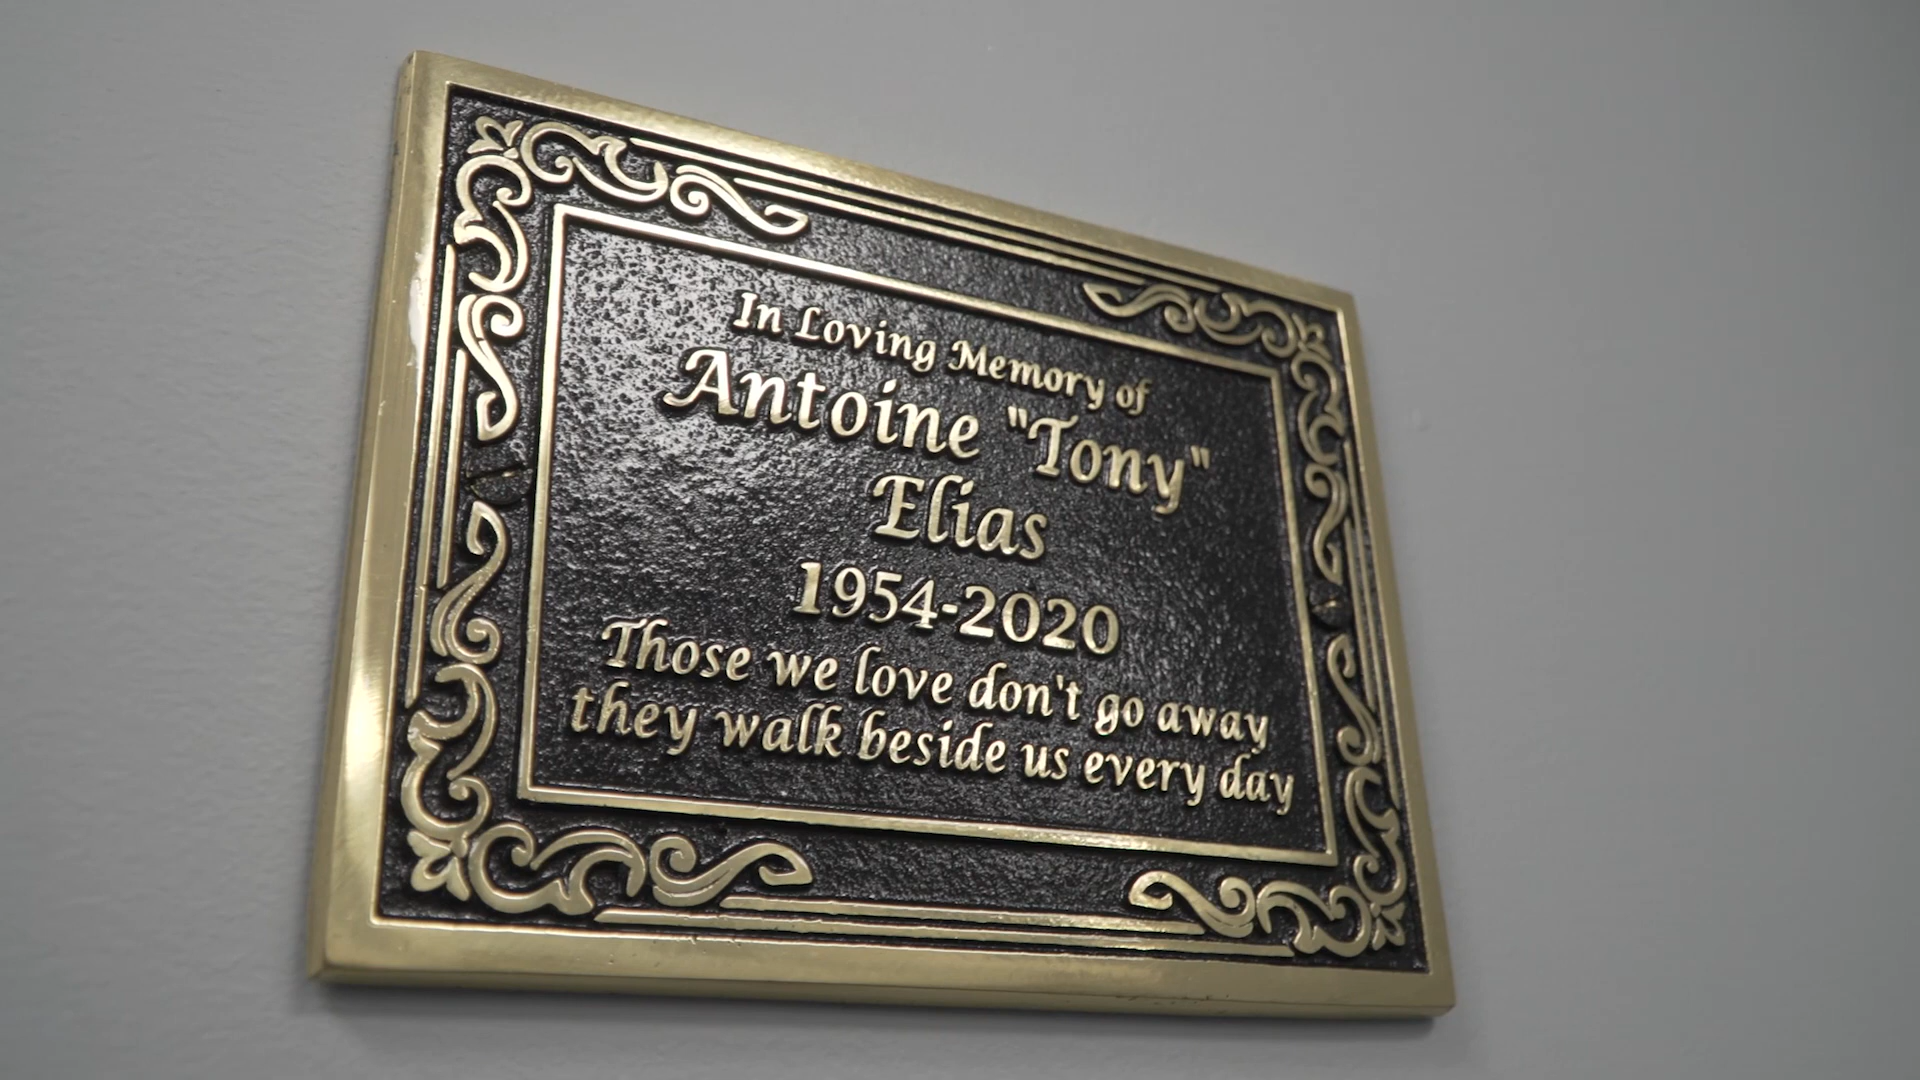 In Loving Memory of
Antoine "Tony"
Elias
1954-2020
Those we love don't go away
they walk beside us every day